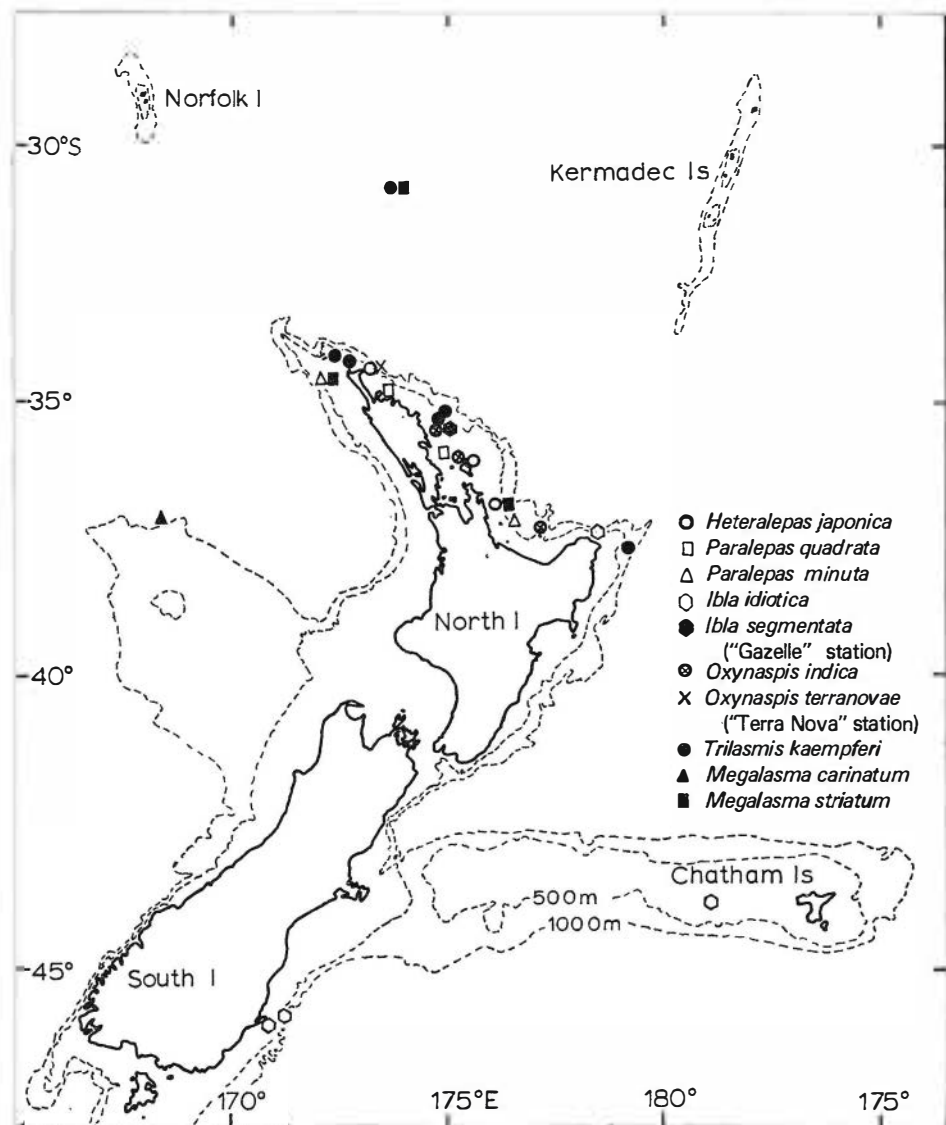 Norfolk I
30°S
Kermadec Is
35°
Heteralepas japonica
Paralepas quadrata
Paralepas minuta
Ibla idiotica
Ibla segmentata
("Gazelle" station)
Oxynaspis indica
Oxynaspis terranovae
("Terra Nova" station)
Trilasmis kaempferi
Megalasma carinatum
Megalasma striatum
North I
40°
Chatham Is
500m
1000m
45°
South I
170° 175°E 180° 175°